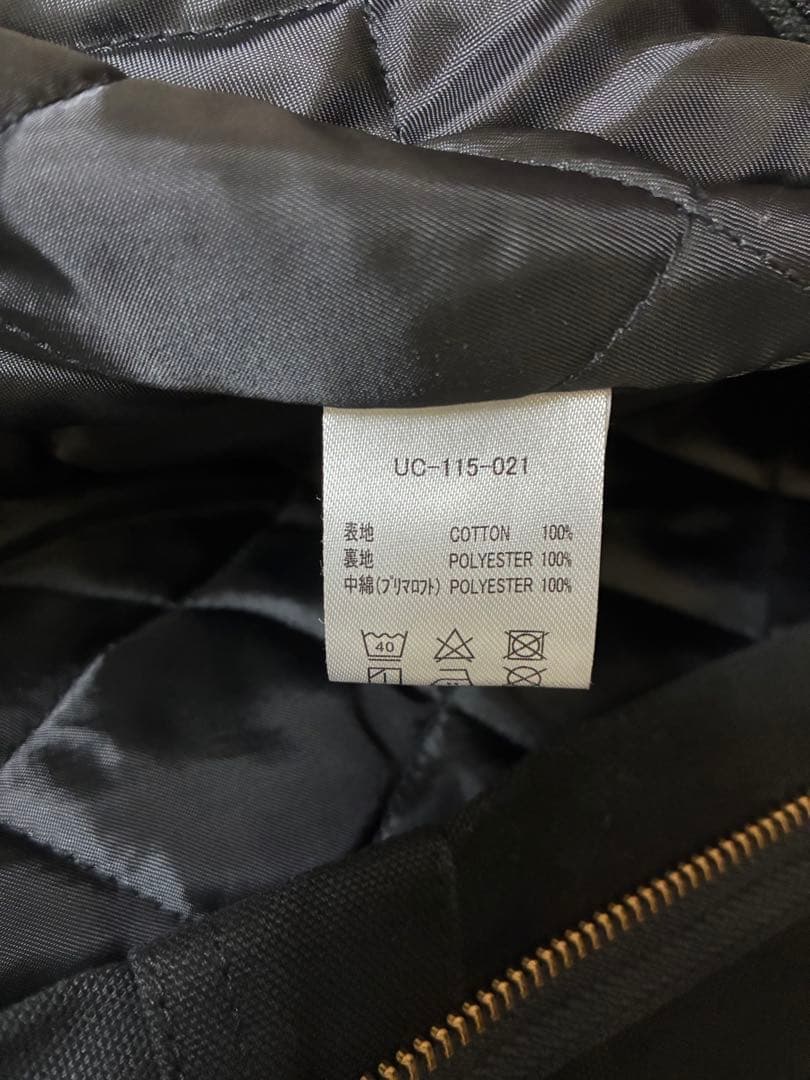 UC-115-021
表地 COTTON 100%
裏地 POLYESTER 100%
中綿(ﾌﾟﾘﾏﾛﾌﾄ) POLYESTER 100%
40